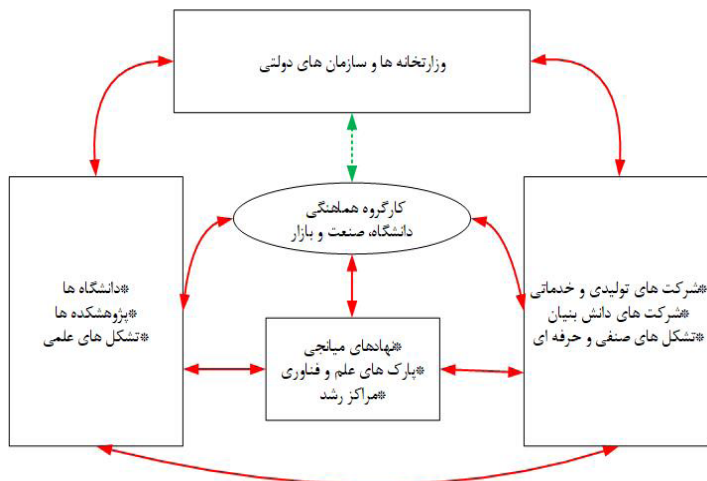 وزارتخانه ها و سازمان های دولتی
کارگروه هماهنگی
دانشگاه، صنعت و بازار
*شرکت های تولیدی و خدماتی
*شرکت های دانش بنیان
*تشکل های صنفی و حرفه ای
*نهادهای میانجی
*پارک های علم و فناوری
*مراکز رشد
*دانشگاه ها
*پژوهشکده ها
*تشکل های علمی